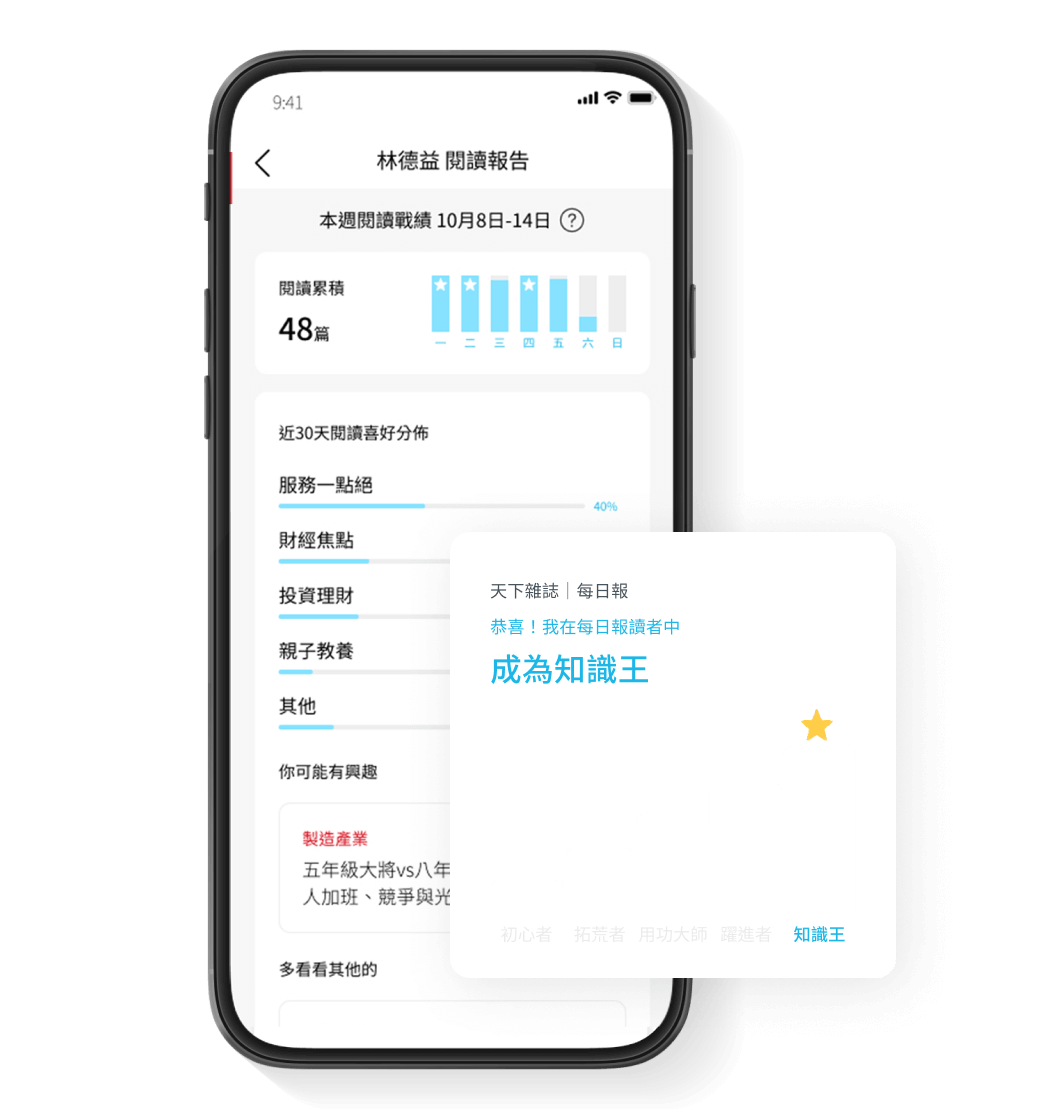 9:41
林德益 閱讀報告
本週閱讀戰績 10月8日-14日 ?
閱讀累積
48篇
一 二 三 四 五 六 日
近30天閱讀喜好分佈
服務一點絕
40%
財經焦點
投資理財
親子教養
其他
你可能有興趣
製造產業
五年級大將vs八年
人加班、競爭與光
多看看其他的
天下雜誌｜每日報
恭喜！我在每日報讀者中
成為知識王
初心者 拓荒者 用功大師 躍進者 知識王